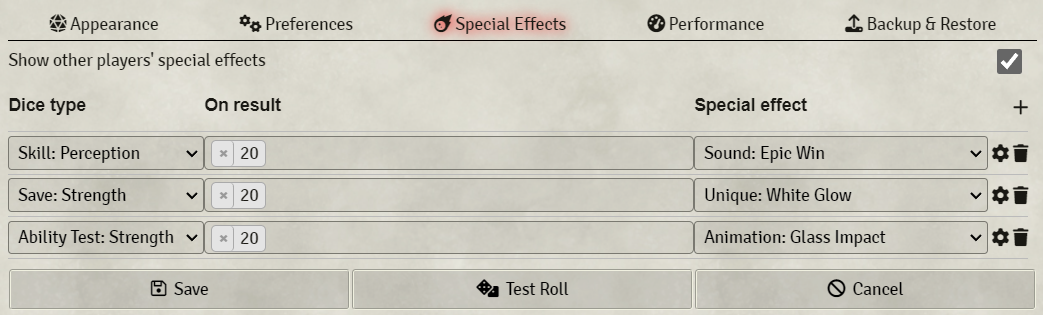 Appearance Preferences Special Effects Performance Backup & Restore
Show other players' special effects
Dice type On result Special effect
Skill: Perception × 20 Sound: Epic Win
Save: Strength × 20 Unique: White Glow
Ability Test: Strength × 20 Animation: Glass Impact
Save Test Roll Cancel